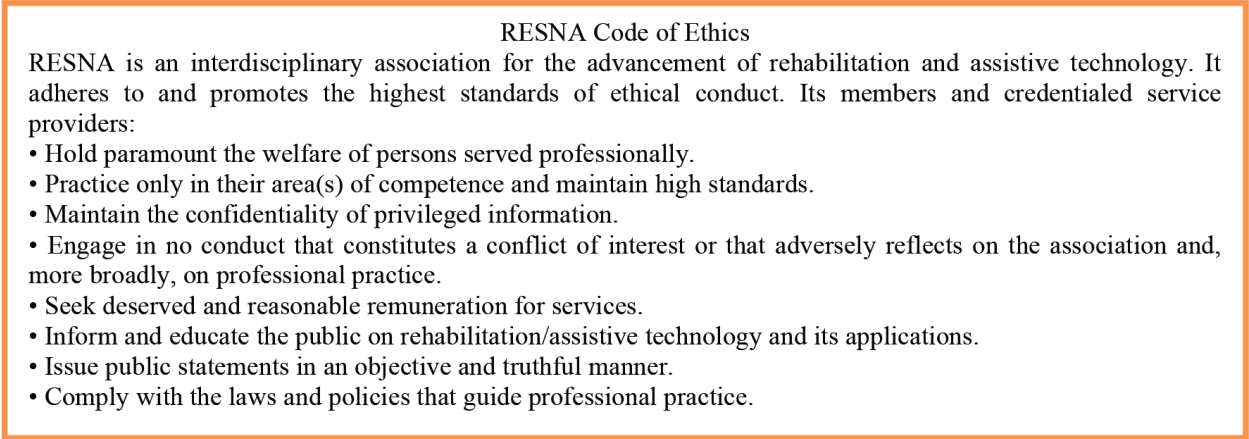 RESNA Code of Ethics
RESNA is an interdisciplinary association for the advancement of rehabilitation and assistive technology. It
adheres to and promotes the highest standards of ethical conduct. Its members and credentialed service
providers:
• Hold paramount the welfare of persons served professionally.
• Practice only in their area(s) of competence and maintain high standards.
• Maintain the confidentiality of privileged information.
• Engage in no conduct that constitutes a conflict of interest or that adversely reflects on the association and,
more broadly, on professional practice.
• Seek deserved and reasonable remuneration for services.
• Inform and educate the public on rehabilitation/assistive technology and its applications.
• Issue public statements in an objective and truthful manner.
• Comply with the laws and policies that guide professional practice.